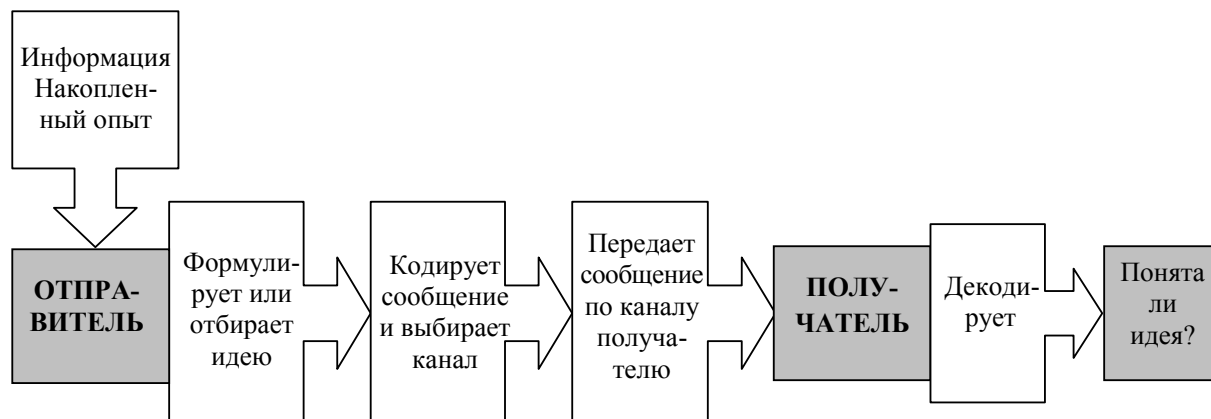 Информация
Накоплен-
ный опыт
ОТПРА-
ВИТЕЛЬ
Формули-
рует или
отбирает
идею
Кодирует
сообщение
и выбирает
канал
Передает
сообщение
по каналу
получа-
телю
ПОЛУ-
ЧАТЕЛЬ
Декоди-
рует
Понята
ли
идея?